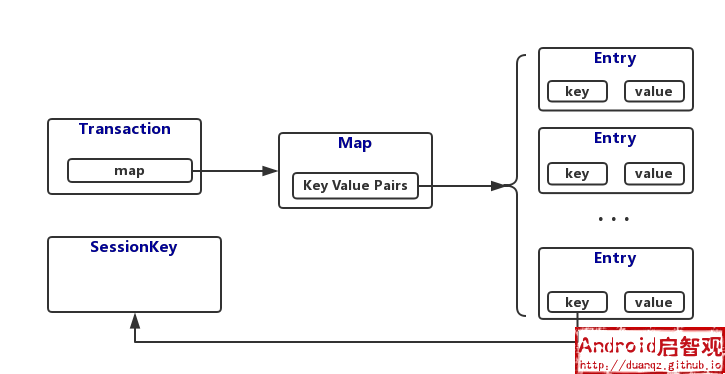 Entry
key value
Transaction
map
Map
Key Value Pairs
Entry
key value
. . .
SessionKey
Entry
key value
Android启智观
http://duanqz.github.io